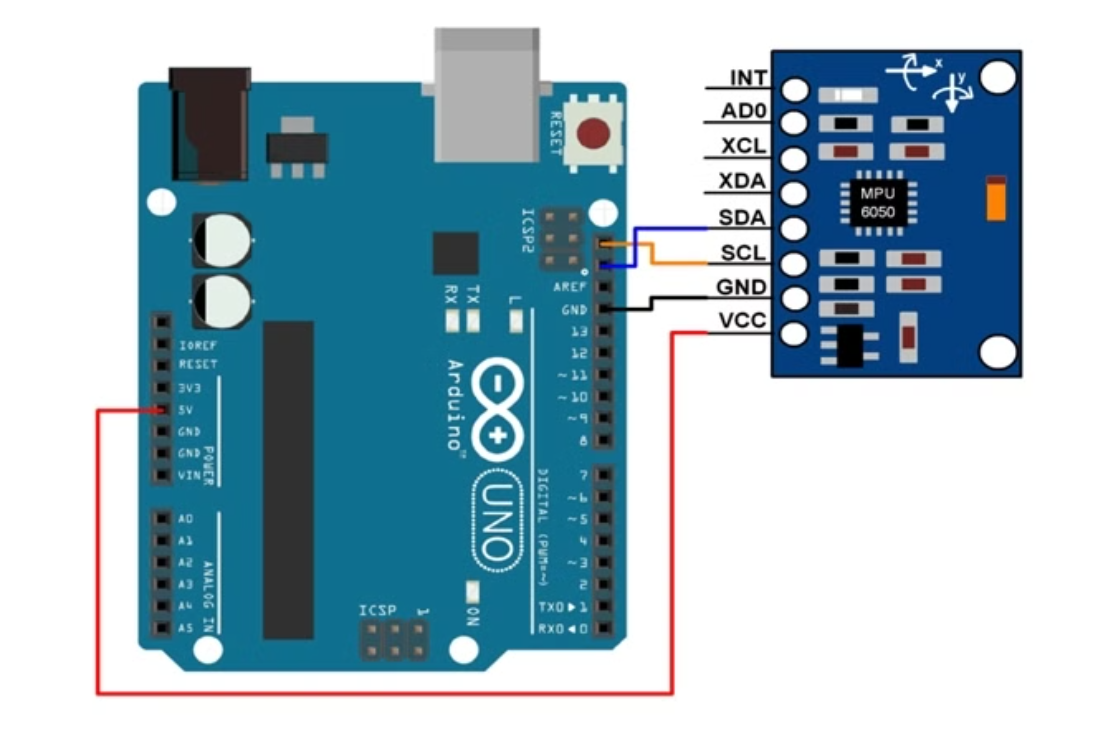 RESET
ICSP2
RX
TX
L
AREF
GND
13
12
~11
~10
~9
8
7
~6
~5
4
~3
2
TX0▶1
RX0◀0
IOREF
RESET
3V3
5V
GND
GND
VIN
POWER
A0
A1
A2
A3
A4
A5
ANALOG IN
Arduino™
UNO
DIGITAL (PWM=~)
ICSP
1
ON
INT
AD0
XCL
XDA
SDA
SCL
GND
VCC
x
y
MPU
6050